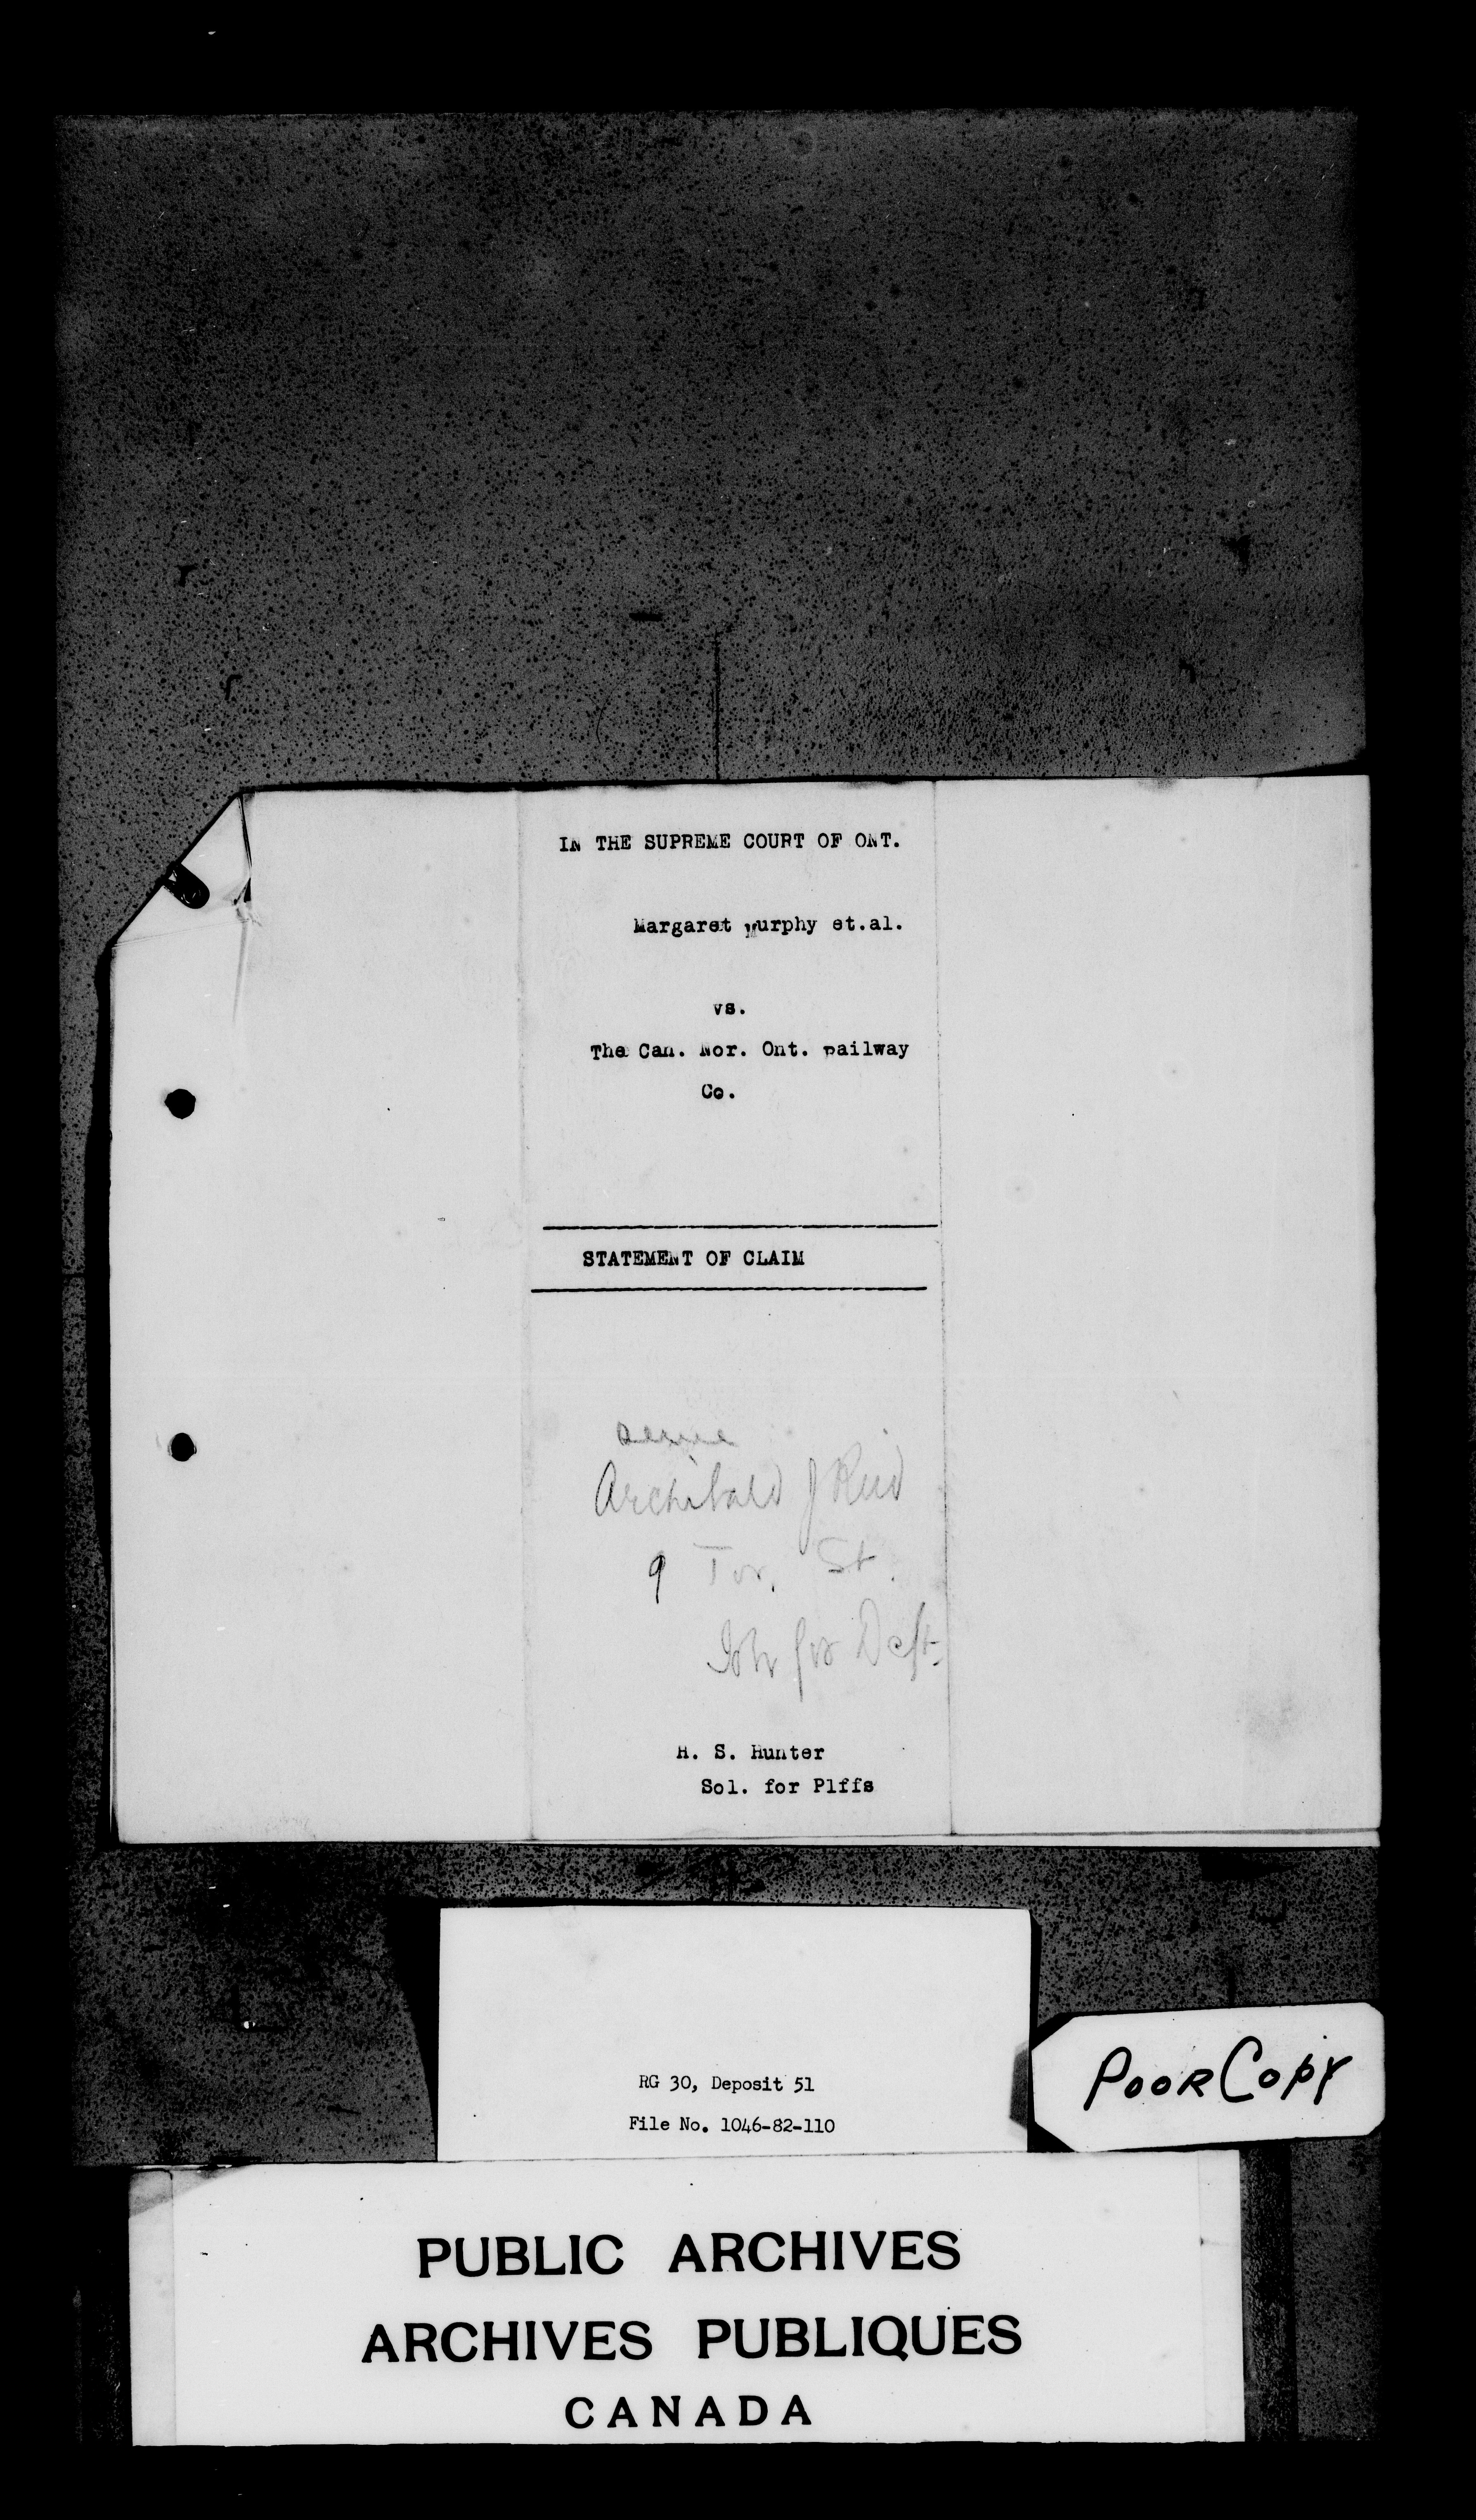 IN THE SUPREME COURT OF ONT.
Margaret Murphy et.al.
vs.
The Can. Nor. Ont. Railway
Co.
STATEMENT OF CLAIM
Archibald J Reid
9 Tor. St.
for Deft.
H. S. Hunter
Sol. for Plffs
RG 30, Deposit 51
File No. 1046-82-110
POOR COPY
PUBLIC ARCHIVES
ARCHIVES PUBLIQUES
CANADA